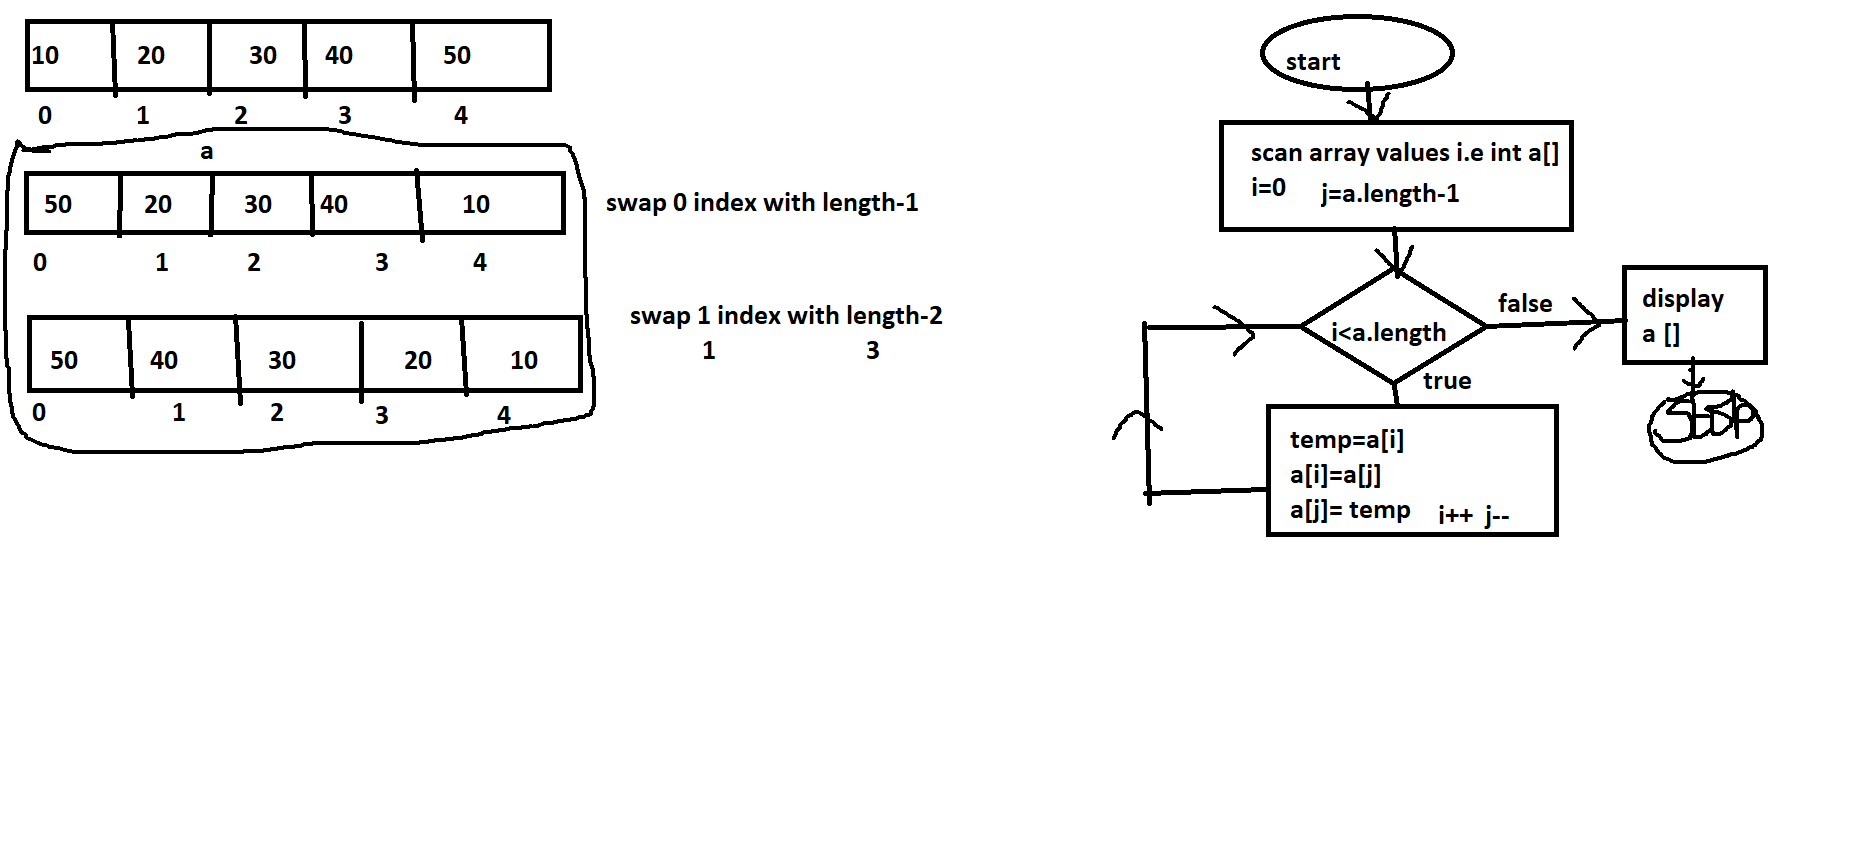 10 20 30 40 50
0 1 2 3 4
a
50 20 30 40 10
swap 0 index with length-1
0 1 2 3 4
swap 1 index with length-2
1 3
50 40 30 20 10
0 1 2 3 4
start
scan array values i.e int a[]
i=0 j=a.length-1
i<a.length
false
true
display
a []
stop
temp=a[i]
a[i]=a[j]
a[j]= temp i++ j--